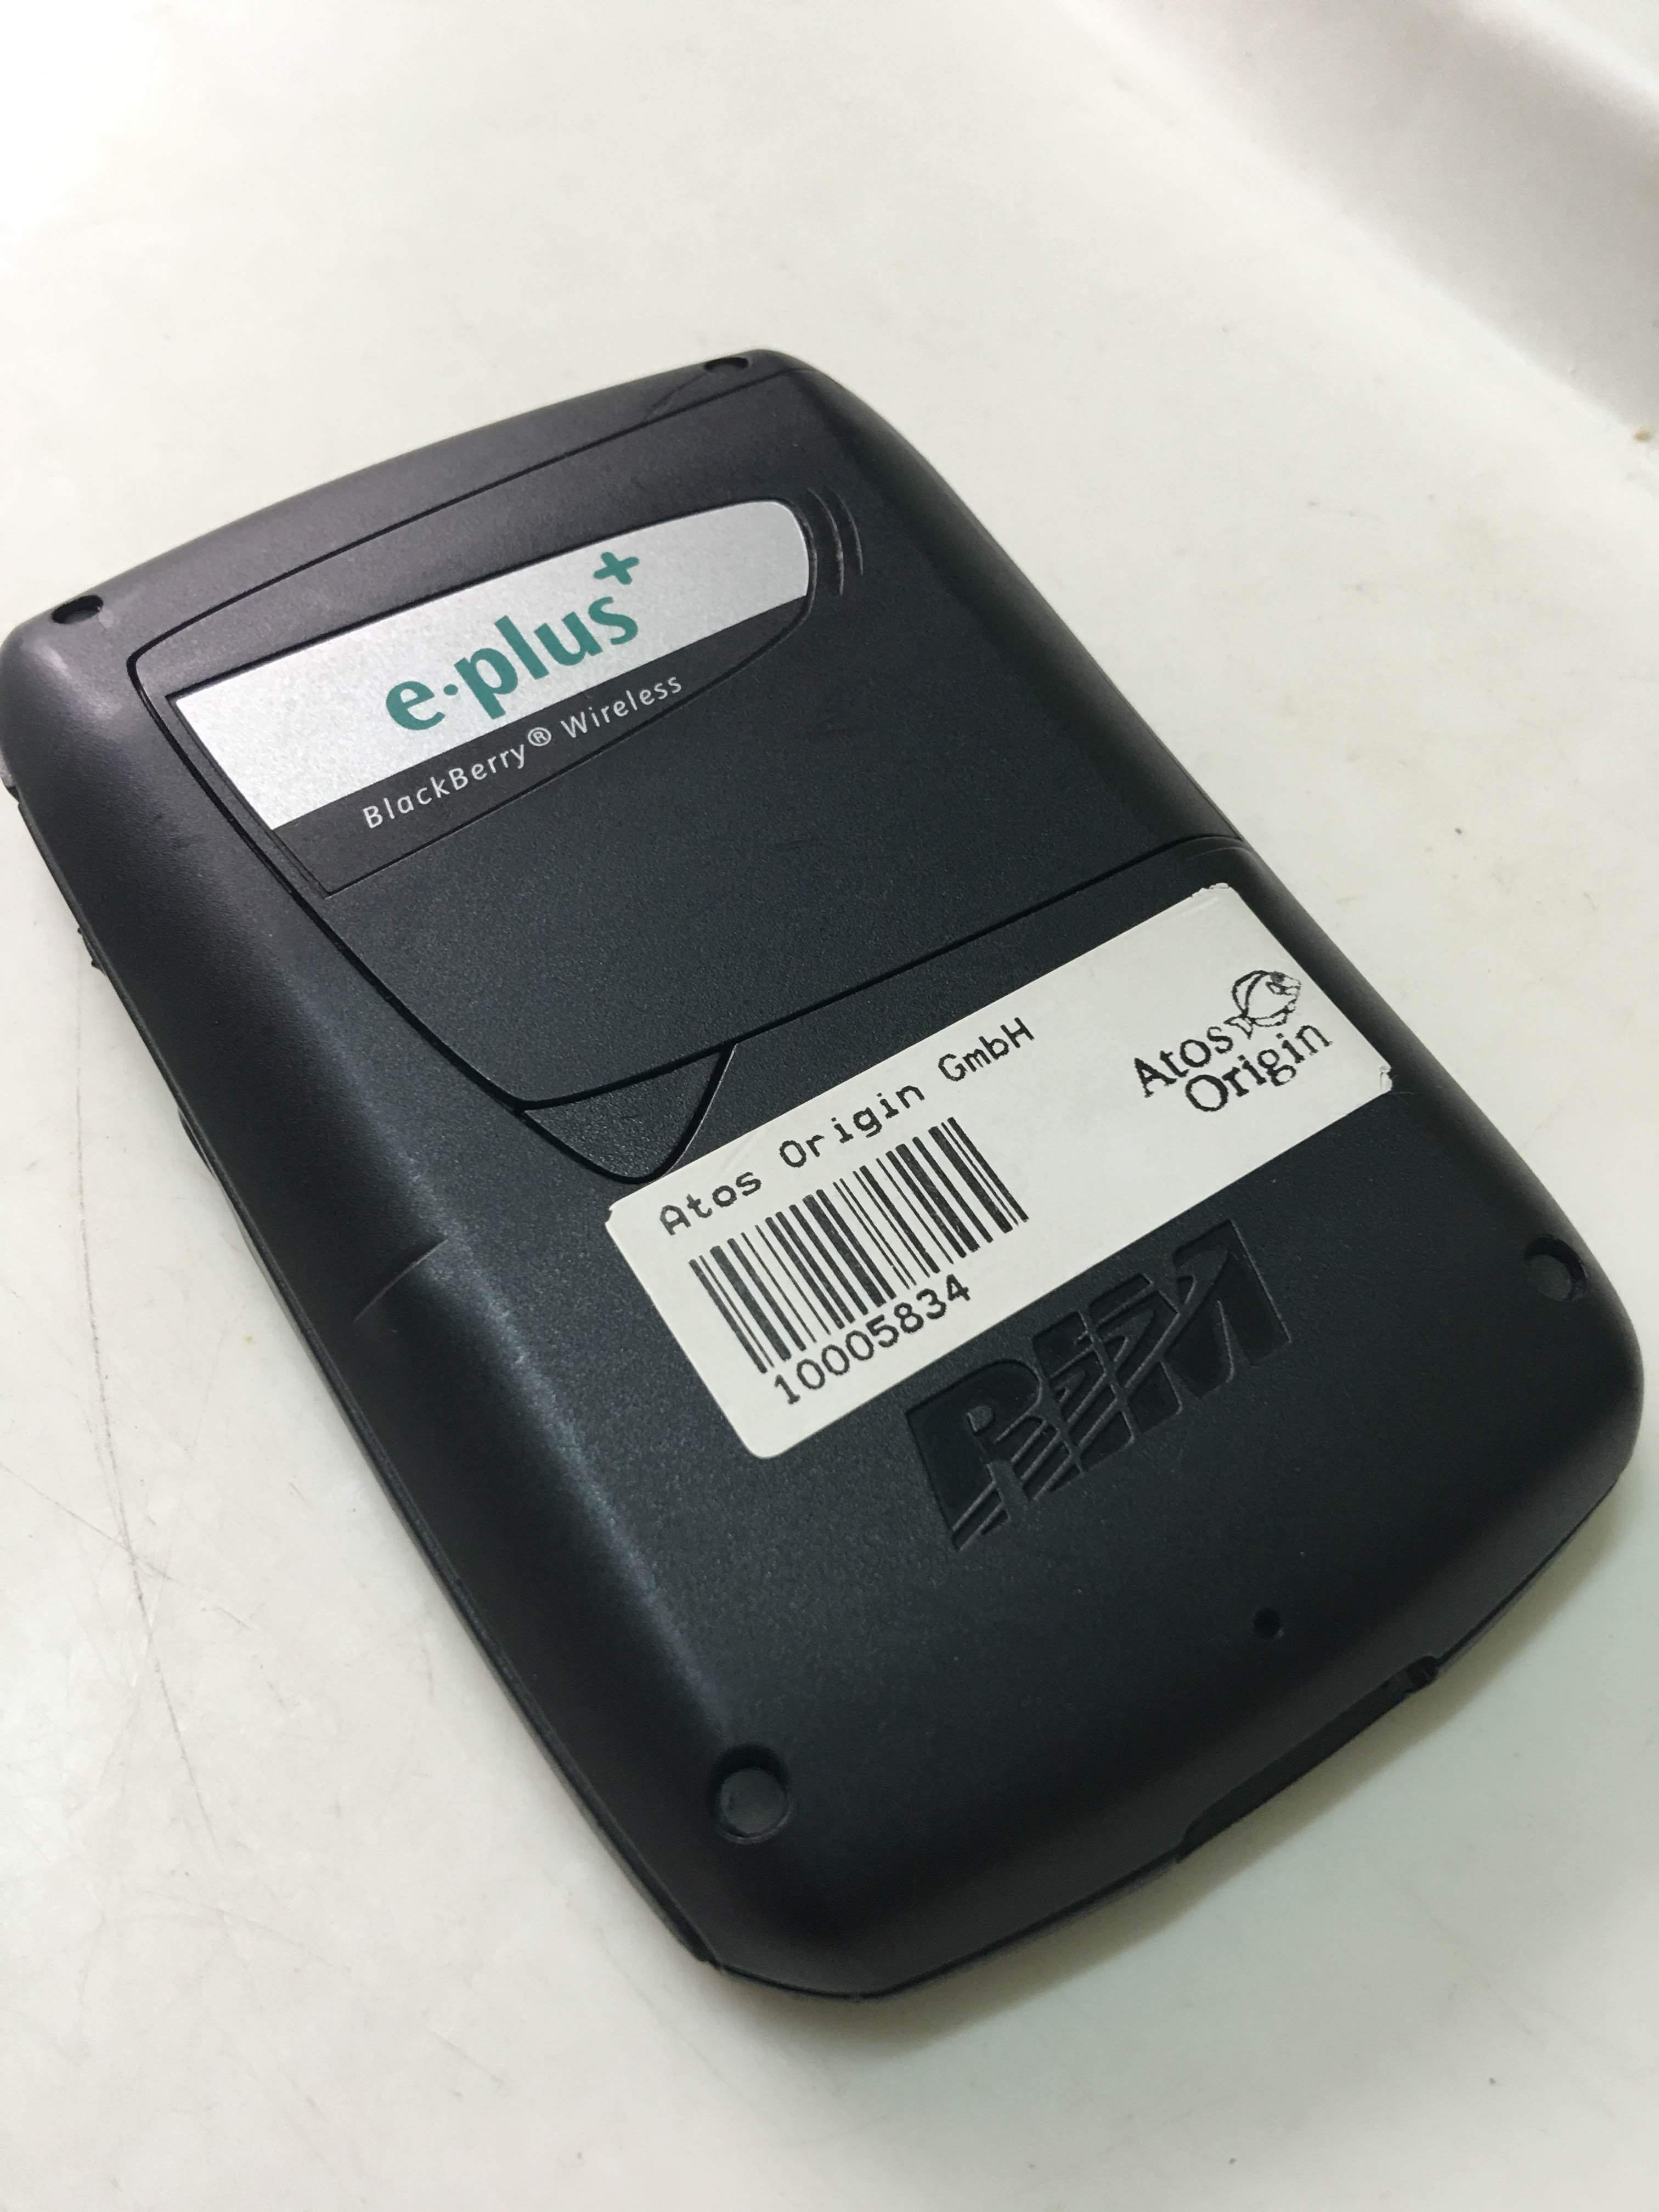 e·plus+
BlackBerry® Wireless
Atos Origin GmbH
10005834
Atos
Origin
RIM